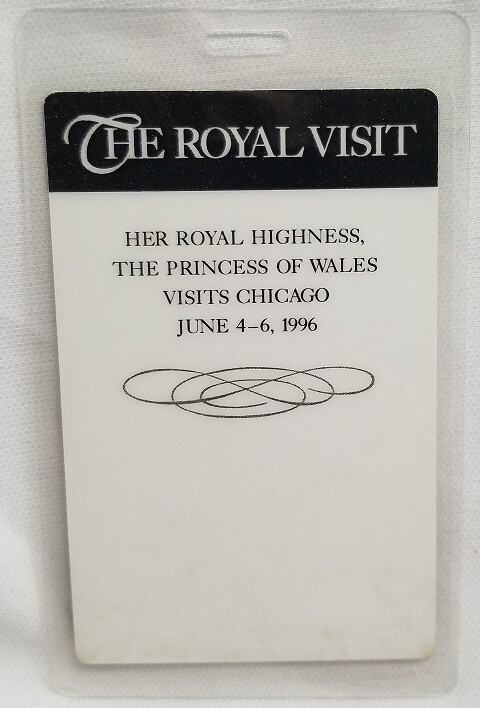 THE ROYAL VISIT
HER ROYAL HIGHNESS,
THE PRINCESS OF WALES
VISITS CHICAGO
JUNE 4–6, 1996